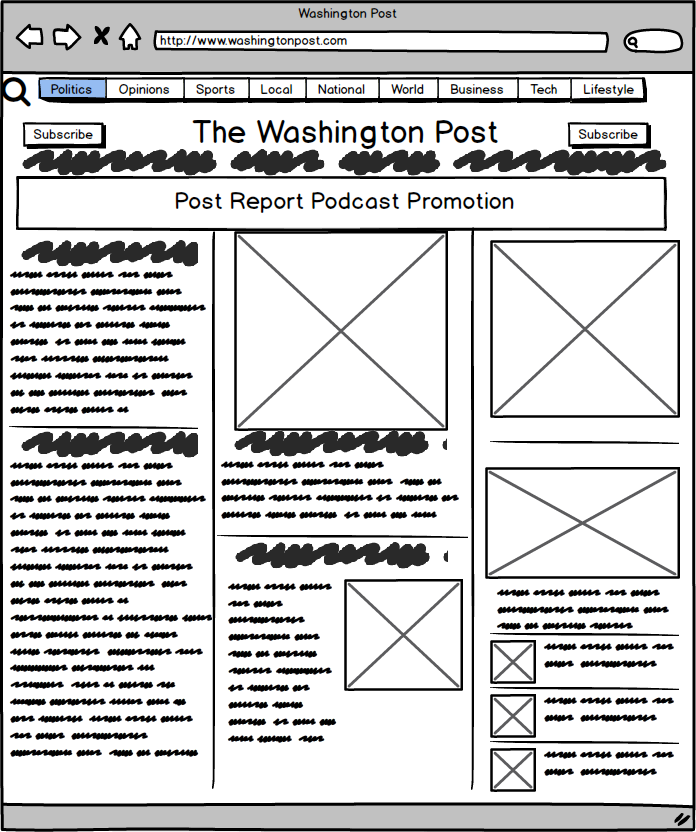 Washington Post
http://www.washingtonpost.com
Politics Opinions Sports Local National World Business Tech Lifestyle
Subscribe The Washington Post Subscribe
Post Report Podcast Promotion